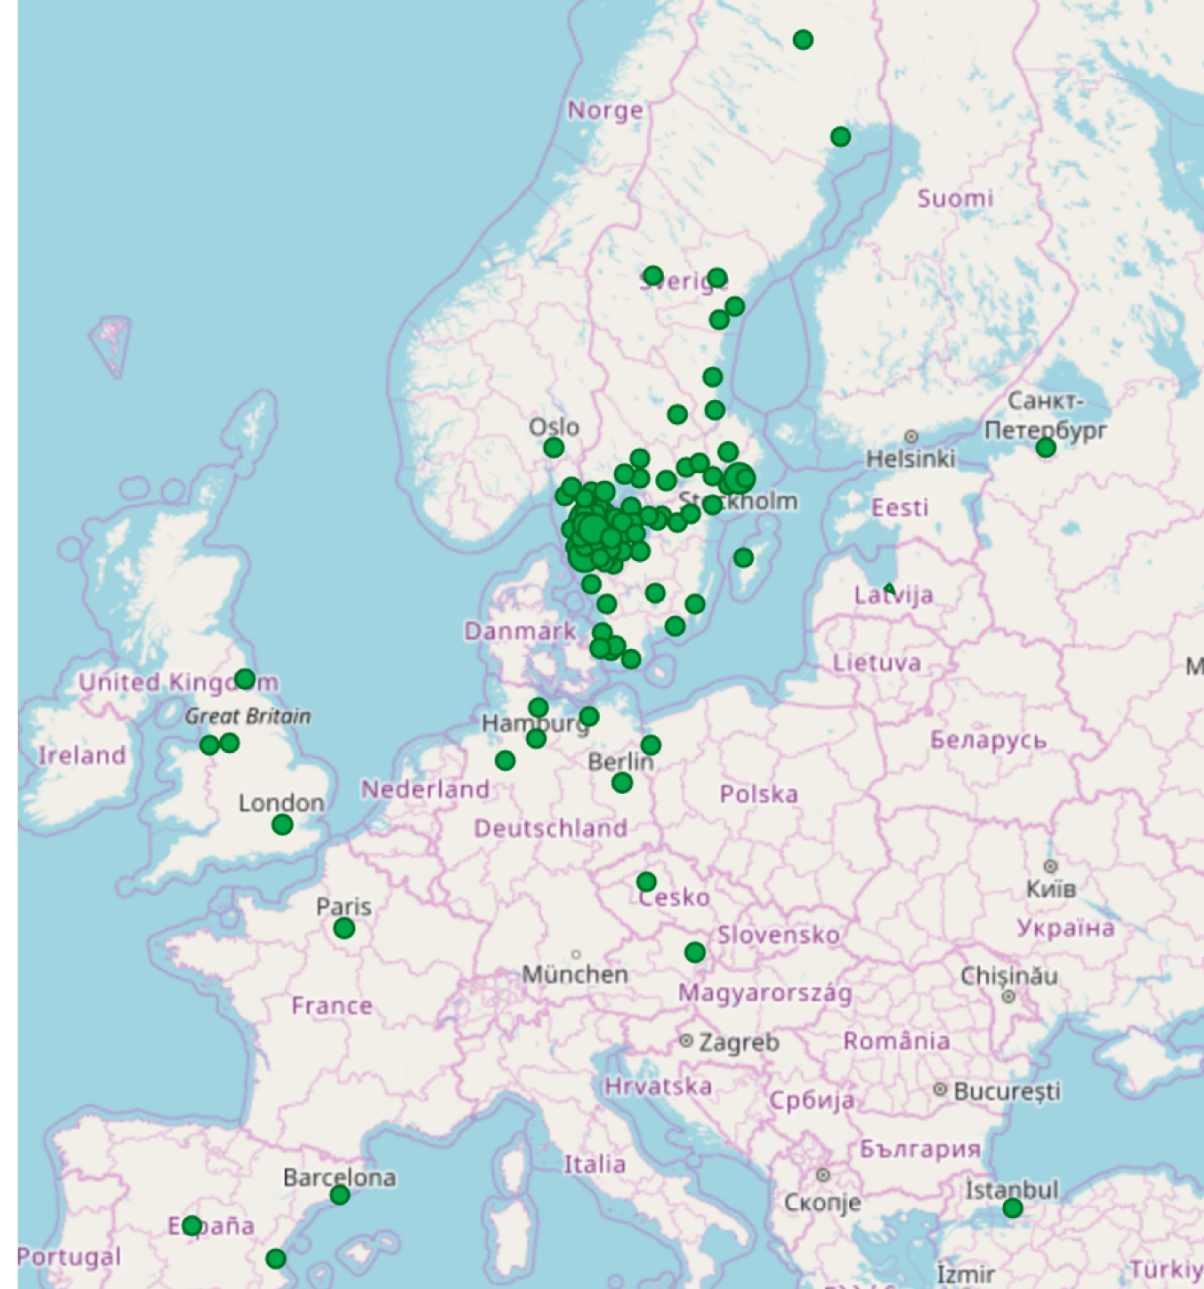 Norge
Suomi
Sverige
Санкт-
Петербург
Oslo
Helsinki
Stockholm
Eesti
Latvija
Danmark
Lietuva
United Kingdom
Great Britain
Hamburg
Ireland
Беларусь
Berlin
Nederland
Polska
London
Deutschland
Київ
Česko
Paris
Slovensko
Україна
München
Chișinău
France
Magyarország
Zagreb
România
Hrvatska
București
Србија
България
Italia
Barcelona
İstanbul
Скопје
España
Portugal
İzmir